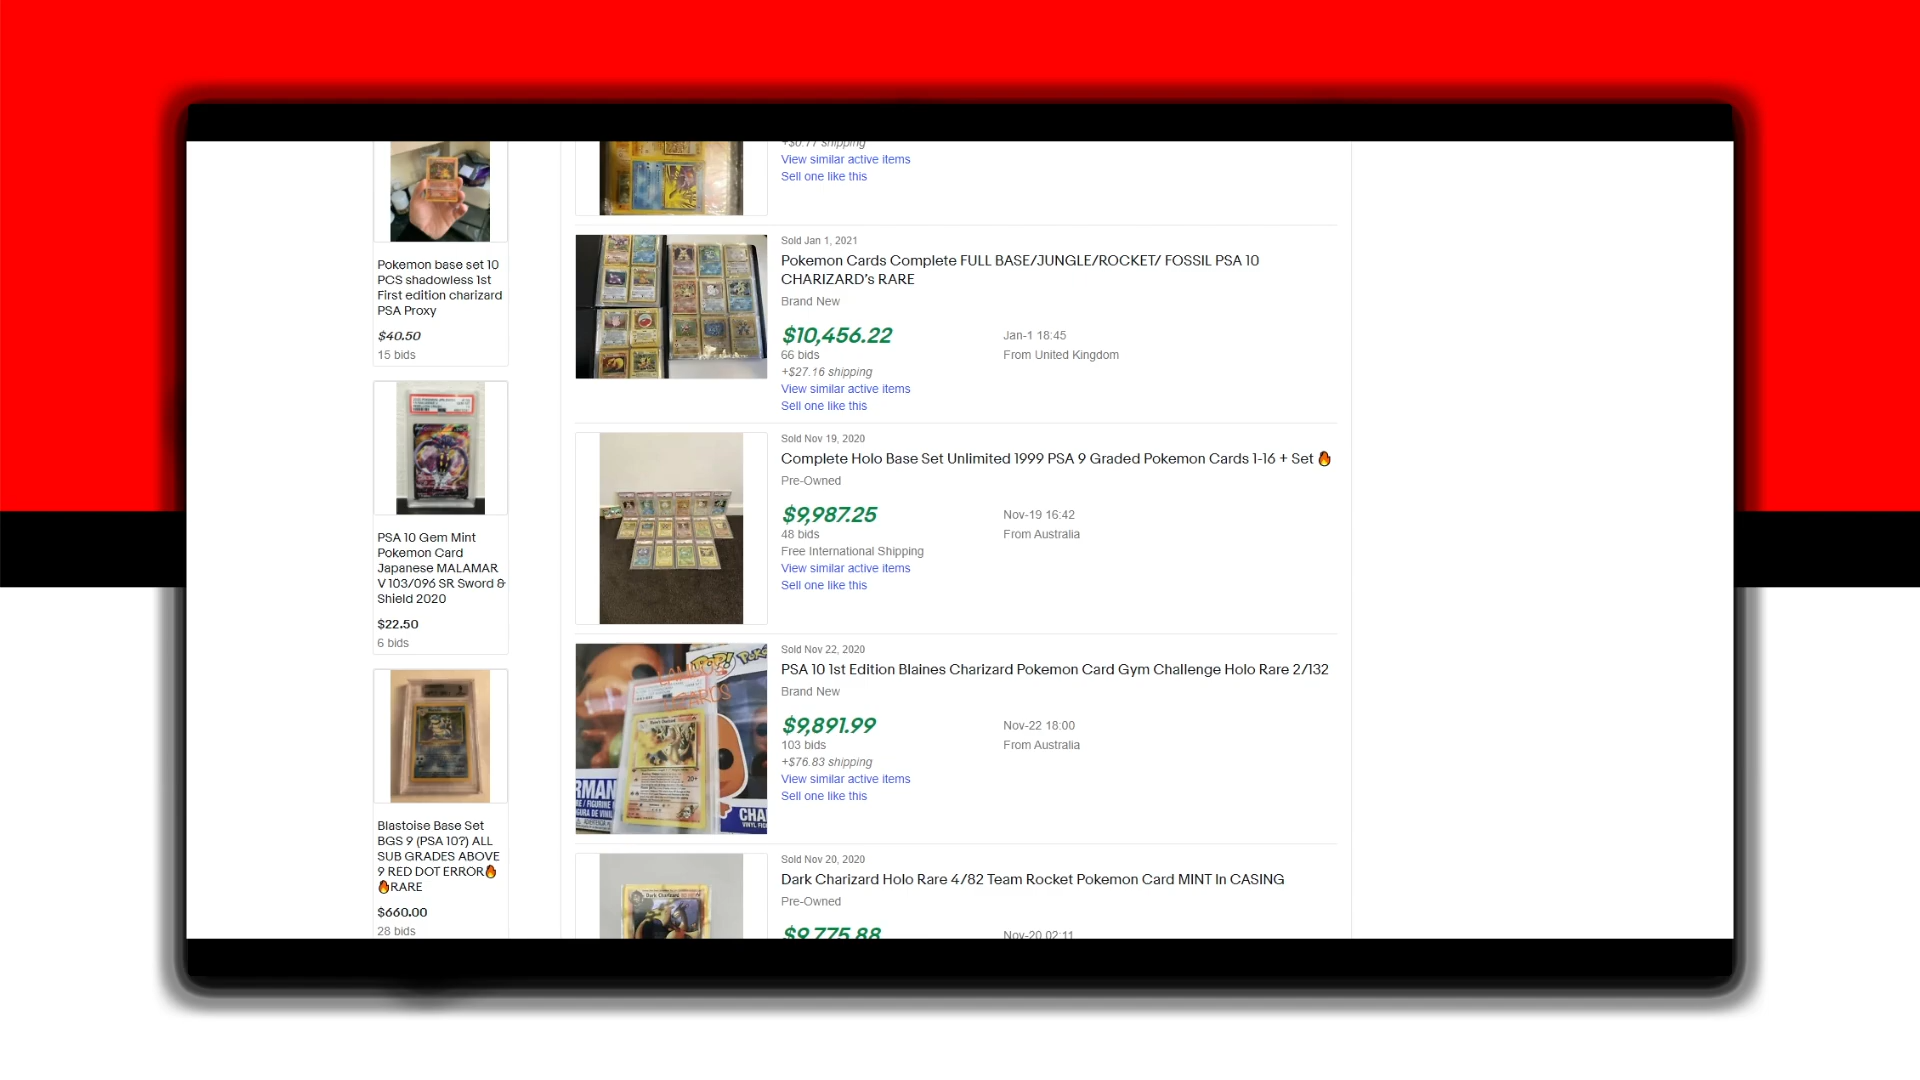 Pokemon base set 10
PCS shadowless 1st
First edition charizard
PSA Proxy
$40.50
15 bids
PSA 10 Gem Mint
Pokemon Card
Japanese MALAMAR
V 103/096 SR Sword &
Shield 2020
$22.50
6 bids
Blastoise Base Set
BGS 9 (PSA 10?) ALL
SUB GRADES ABOVE
9 RED DOT ERROR🔥
🔥RARE
$660.00
28 bids
+$0.77 shipping
View similar active items
Sell one like this
Sold Jan 1, 2021
Pokemon Cards Complete FULL BASE/JUNGLE/ROCKET/ FOSSIL PSA 10
CHARIZARD's RARE
Brand New
$10,456.22
Jan-1 18:45
66 bids
From United Kingdom
+$27.16 shipping
View similar active items
Sell one like this
Sold Nov 19, 2020
Complete Holo Base Set Unlimited 1999 PSA 9 Graded Pokemon Cards 1-16 + Set 🔥
Pre-Owned
$9,987.25
Nov-19 16:42
48 bids
From Australia
Free International Shipping
View similar active items
Sell one like this
Sold Nov 22, 2020
PSA 10 1st Edition Blaines Charizard Pokemon Card Gym Challenge Holo Rare 2/132
Brand New
$9,891.99
Nov-22 18:00
103 bids
From Australia
+$76.83 shipping
View similar active items
Sell one like this
Sold Nov 20, 2020
Dark Charizard Holo Rare 4/82 Team Rocket Pokemon Card MINT In CASING
Pre-Owned
$9,775.88
Nov-20 02:11